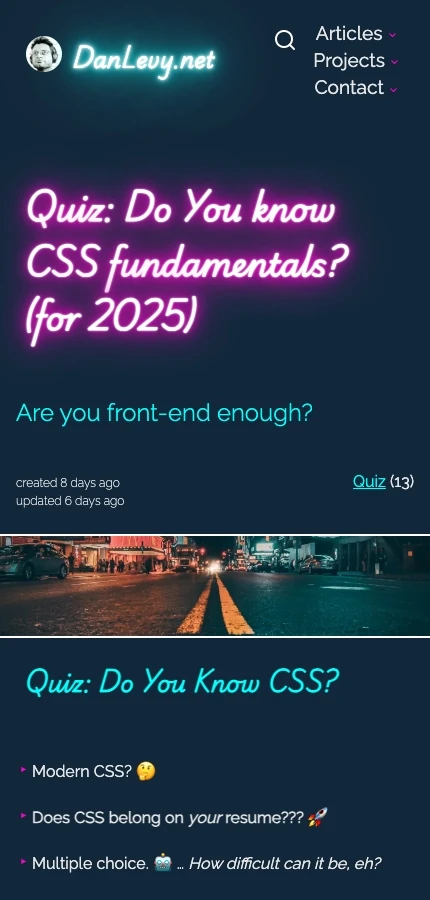 DanLevy.net
Articles
Projects
Contact
Quiz: Do You know
CSS fundamentals?
(for 2025)
Are you front-end enough?
created 8 days ago
updated 6 days ago
Quiz (13)
Quiz: Do You Know CSS?
Modern CSS? 🤔
Does CSS belong on your resume??? 🚀
Multiple choice. 🤖 … How difficult can it be, eh?